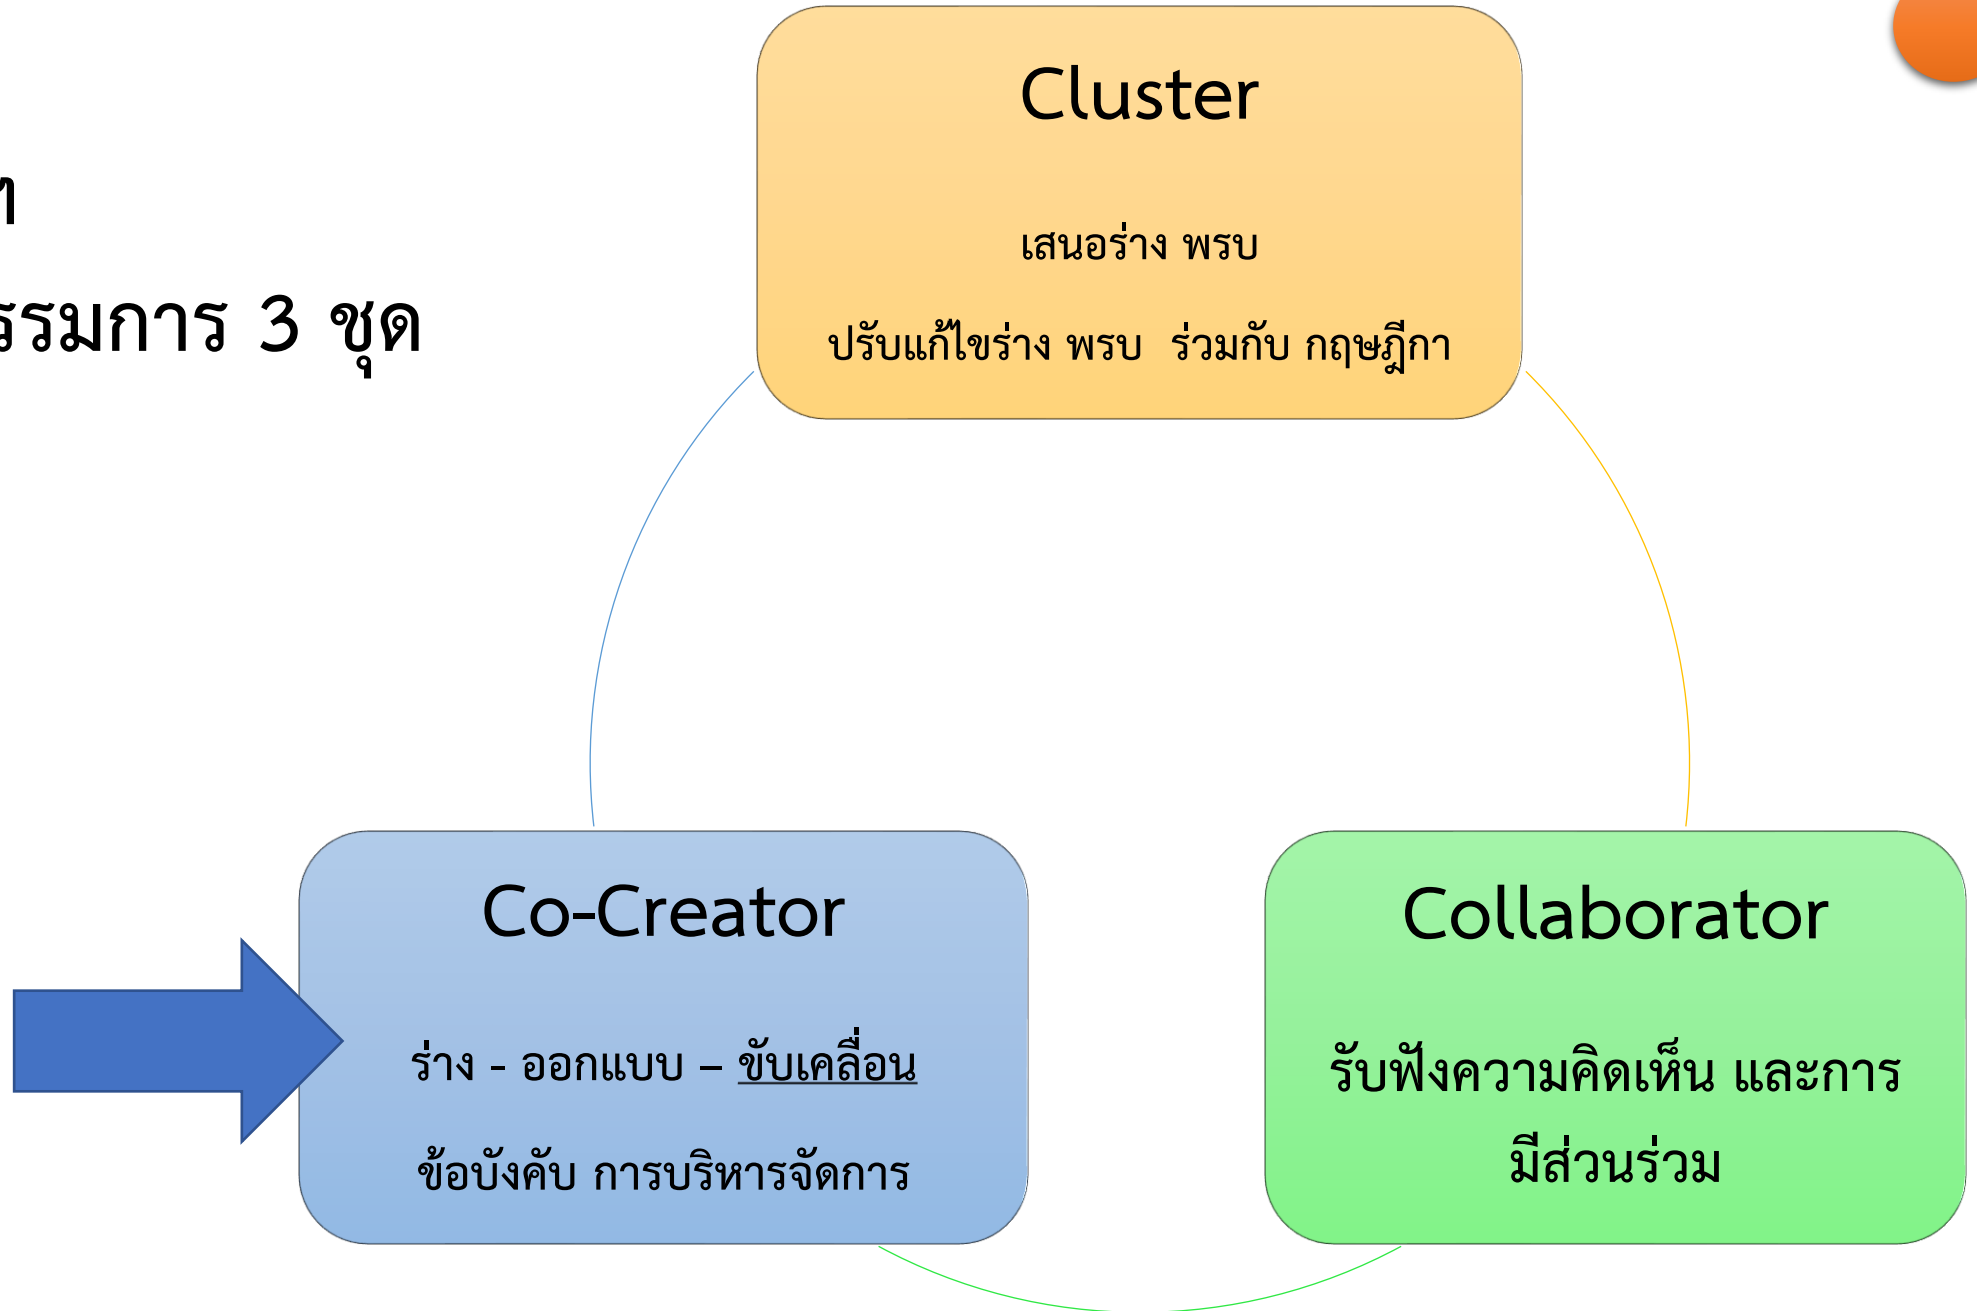 Cluster
เสนอร่าง พรบ
รรมการ 3 ชุด
ปรับแก้ไขร่าง พรบ ร่วมกับ กฤษฎีกา
Co-Creator
ร่าง - ออกแบบ – ขับเคลื่อน
ข้อบังคับ การบริหารจัดการ
Collaborator
รับฟังความคิดเห็น และการ
มีส่วนร่วม